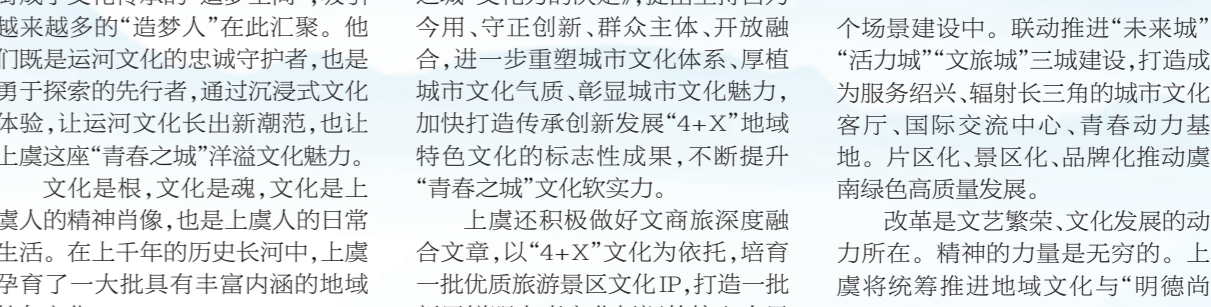 越来越多的“造梦人”在此汇聚。他
们既是运河文化的忠诚守护者,也是
勇于探索的先行者,通过沉浸式文化
体验,让运河文化长出新潮范,也让
上虞这座“青春之城”洋溢文化魅力。
文化是根,文化是魂,文化是上
虞人的精神肖像,也是上虞人的日常
生活。在上千年的历史长河中,上虞
孕育了一大批具有丰富内涵的地域
今用、守正创新、群众主体、开放融
合,进一步重塑城市文化体系、厚植
城市文化气质、彰显城市文化魅力,
加快打造传承创新发展“4+X”地域
特色文化的标志性成果,不断提升
“青春之城”文化软实力。
上虞还积极做好文商旅深度融
合文章,以“4+X”文化为依托,培育
一批优质旅游景区文化IP,打造一批
个场景建设中。联动推进“未来城”
“活力城”“文旅城”三城建设,打造成
为服务绍兴、辐射长三角的城市文化
客厅、国际交流中心、青春动力基
地。片区化、景区化、品牌化推动虞
南绿色高质量发展。
改革是文艺繁荣、文化发展的动
力所在。精神的力量是无穷的。上
虞将统筹推进地域文化与“明德尚